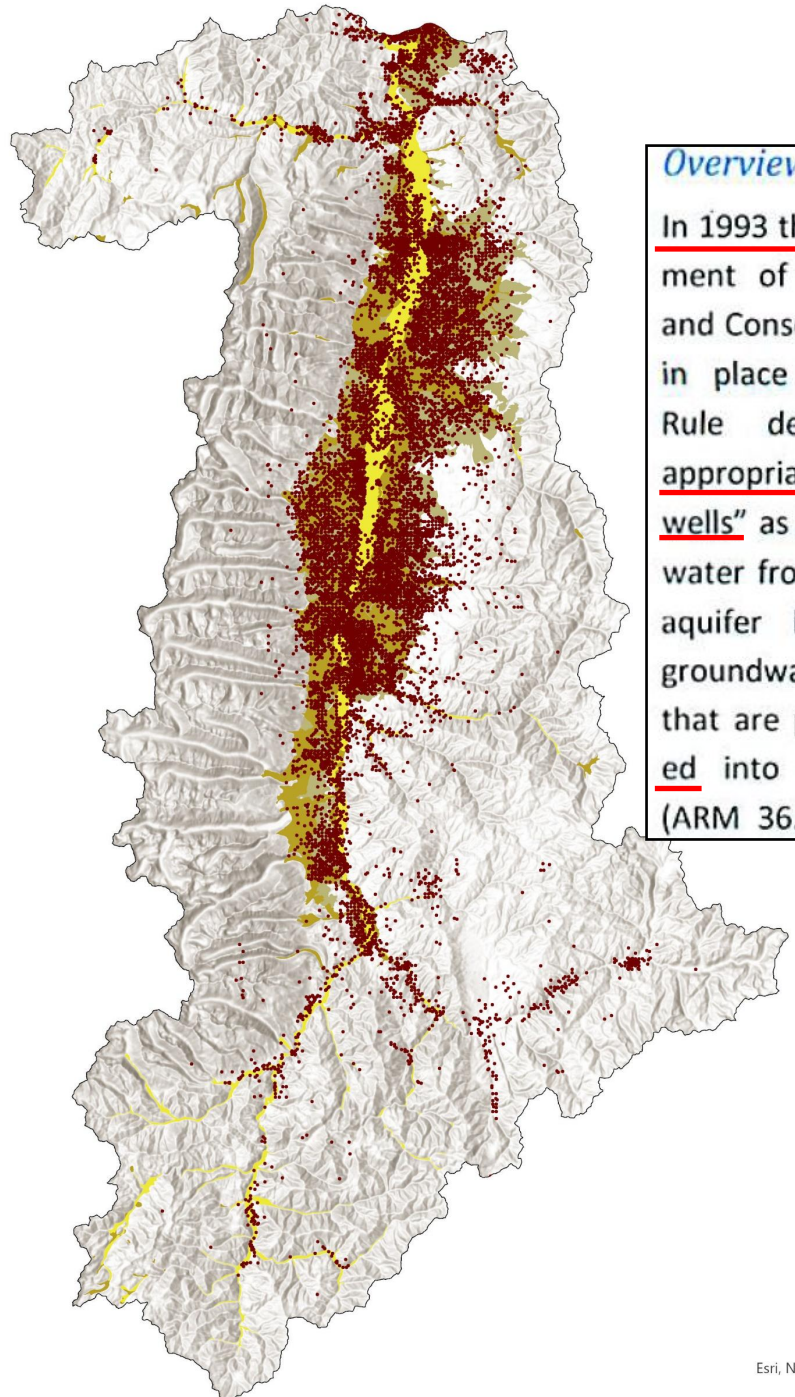 Overview
In 1993 th
ment of
and Conse
in place
Rule de
appropria
wells" as
water fro
aquifer
groundwa
that are
ed into
(ARM 36.
Esri, N